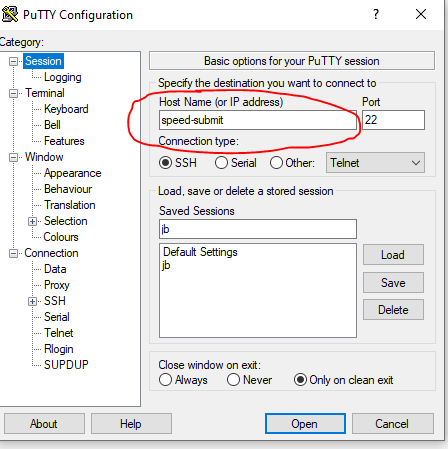 PuTTY Configuration
Category:
Session
Logging
Terminal
Keyboard
Bell
Features
Window
Appearance
Behaviour
Translation
Selection
Colours
Connection
Data
Proxy
SSH
Serial
Telnet
Rlogin
SUPDUP
Basic options for your PuTTY session
Specify the destination you want to connect to
Host Name (or IP address) Port
speed-submit 22
Connection type:
SSH Serial Other: Telnet
Load, save or delete a stored session
Saved Sessions
jb
Default Settings
jb
Load
Save
Delete
Close window on exit:
Always Never Only on clean exit
About Help Open Cancel